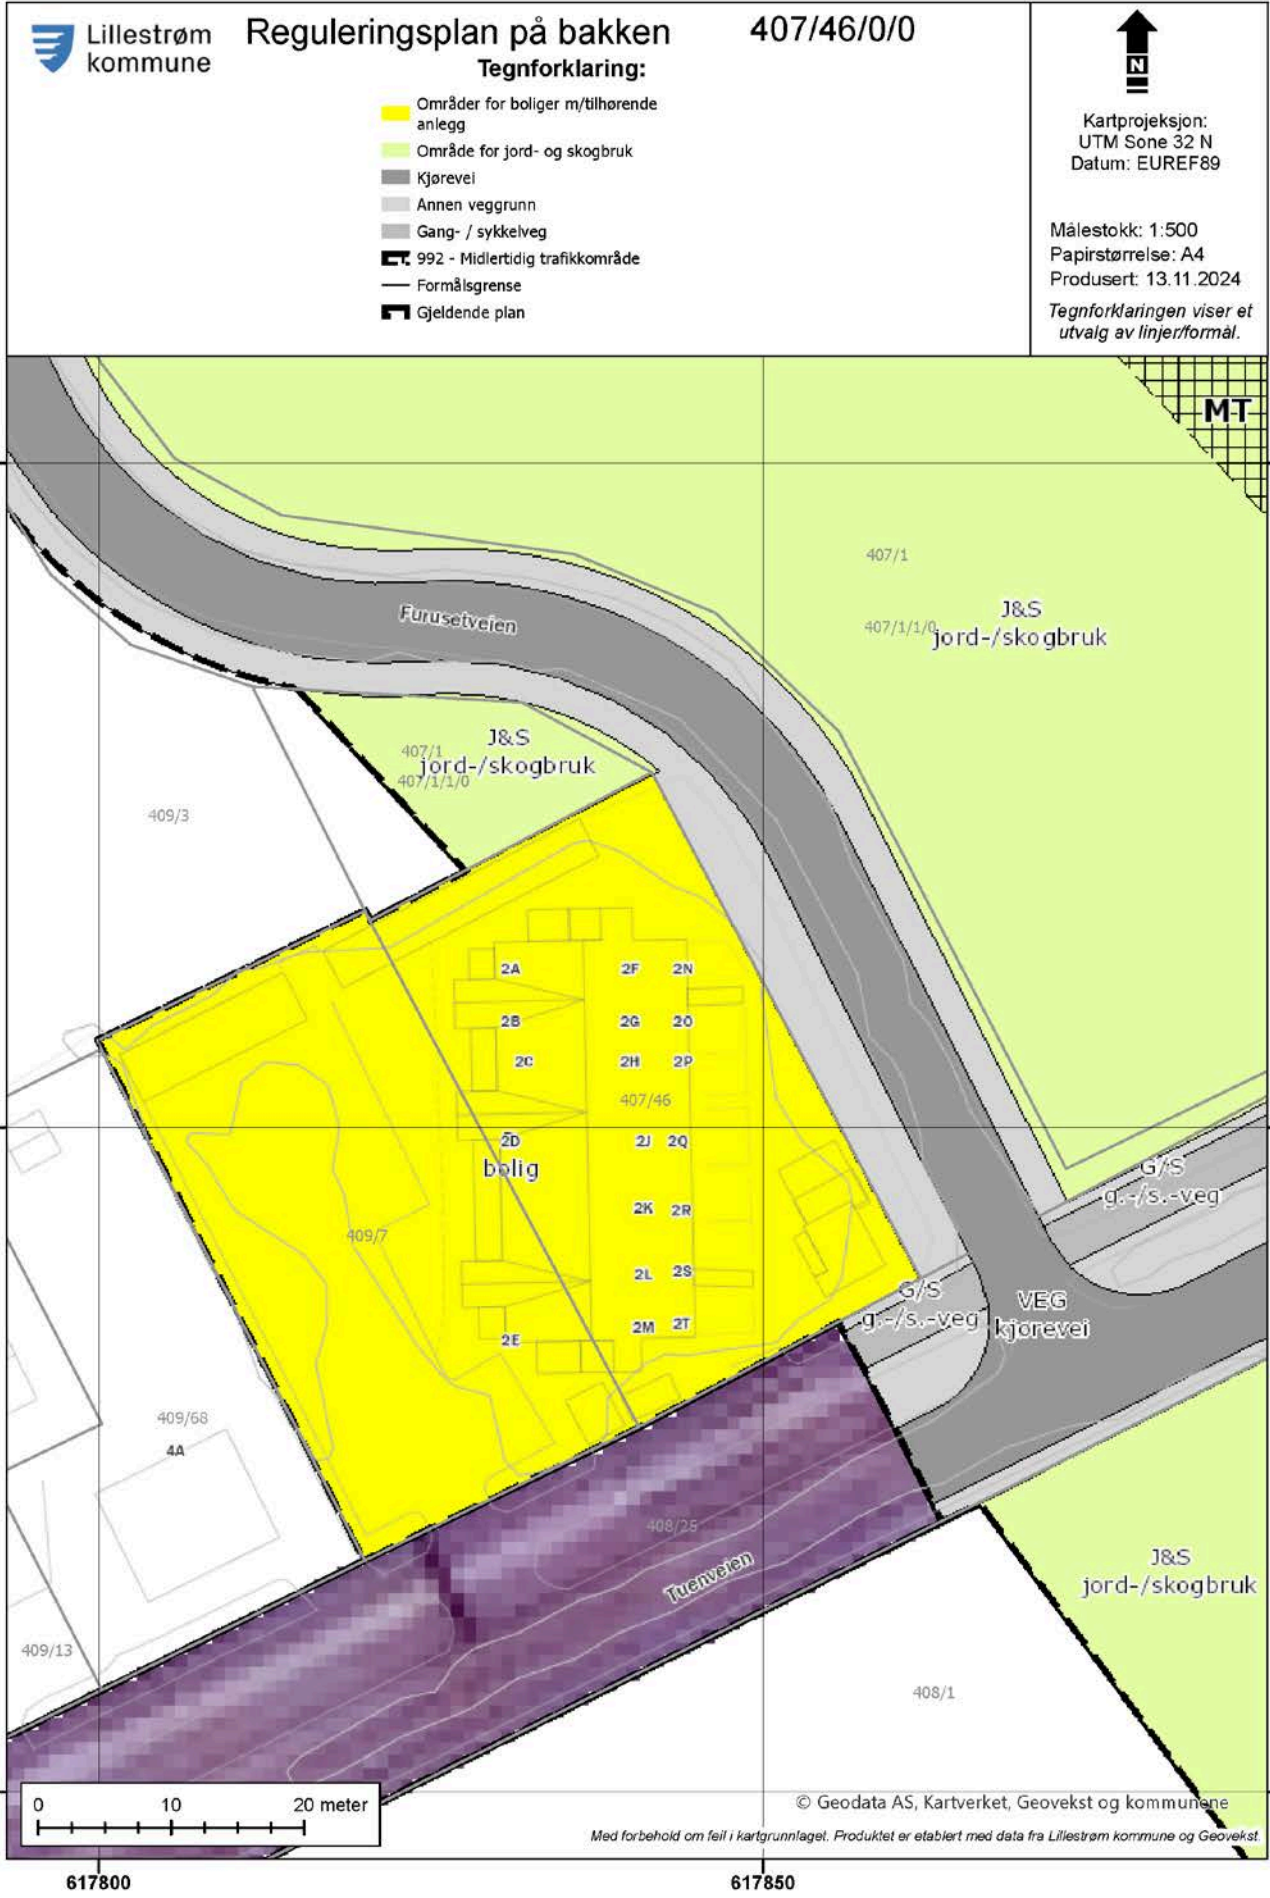 Lillestrøm
kommune
Reguleringsplan på bakken
407/46/0/0
Tegnforklaring:
Områder for boliger m/tilhørende
anlegg
Område for jord- og skogbruk
Kjørevei
Annen veggrunn
Gang- / sykkelveg
992 - Midlertidig trafikkområde
Formålsgrense
Gjeldende plan
N
Kartprojeksjon:
UTM Sone 32 N
Datum: EUREF89
Målestokk: 1:500
Papirstørrelse: A4
Produsert: 13.11.2024
Tegnforklaringen viser et
utvalg av linjer/formål.
MT
407/1
J&S
407/1/1/0
jord-/skogbruk
Furusetveien
J&S
407/1
jord-/skogbruk
407/1/1/0
409/3
2A
2F
2N
2B
2G
2O
2C
2H
2P
407/46
2D
2J
2Q
bolig
G/S
g.-/s.-veg
2K
2R
409/7
2L
2S
G/S
g.-/s.-veg
VEG
kjørevei
2M
2T
2E
409/68
4A
408/25
Tuenveien
J&S
jord-/skogbruk
409/13
408/1
0 10 20 meter
© Geodata AS, Kartverket, Geovekst og kommunene
Med forbehold om feil i kartgrunnlaget. Produktet er etablert med data fra Lillestrøm kommune og Geovekst.
617800
617850